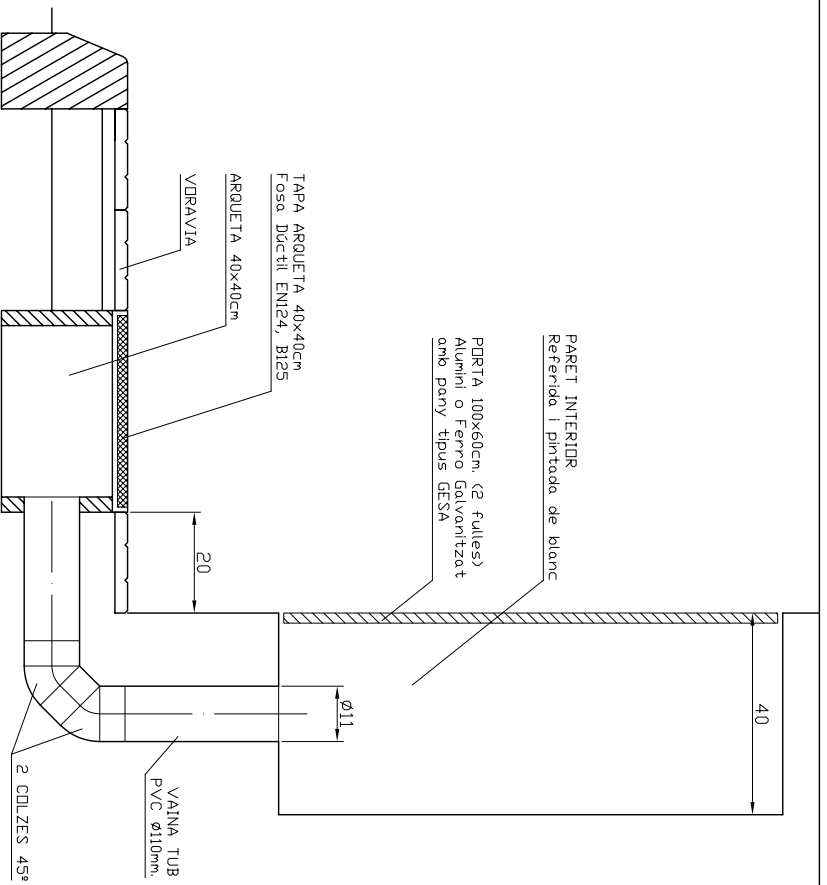 PARET INTERIOR
Referida i pintada de blanc
PORTA 100x60cm. (2 fulles)
Alumini o Ferro Galvanitzat
amb pany tipus GESA
TAPA ARQUETA 40x40cm
Fosa Dúctil EN124, B125
ARQUETA 40x40cm
VORAVIA
20
40
Ø11
VAINA TUB
PVC Ø110mm.
2 COLZES 45º